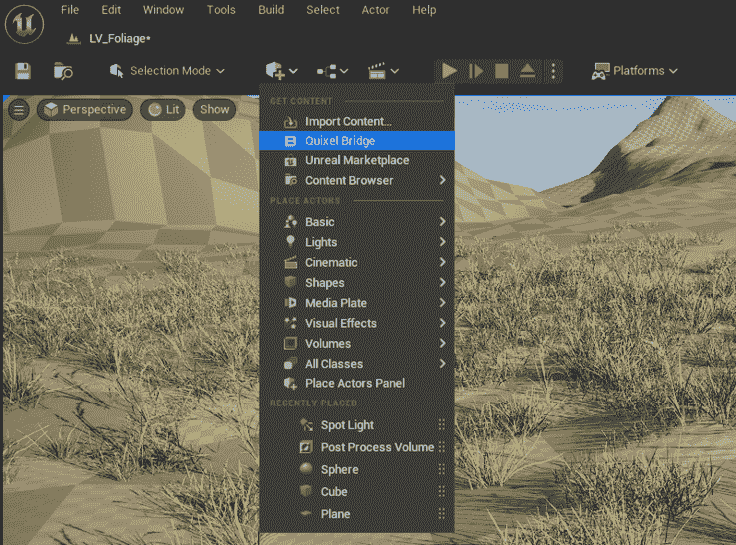 File Edit Window Tools Build Select Actor Help
LV_Foliage*
Selection Mode Platforms
Perspective Lit Show
GET CONTENT
Import Content...
Quixel Bridge
Unreal Marketplace
Content Browser
PLACE ACTORS
Basic
Lights
Cinematic
Shapes
Media Plate
Visual Effects
Volumes
All Classes
Place Actors Panel
RECENTLY PLACED
Spot Light
Post Process Volume
Sphere
Cube
Plane